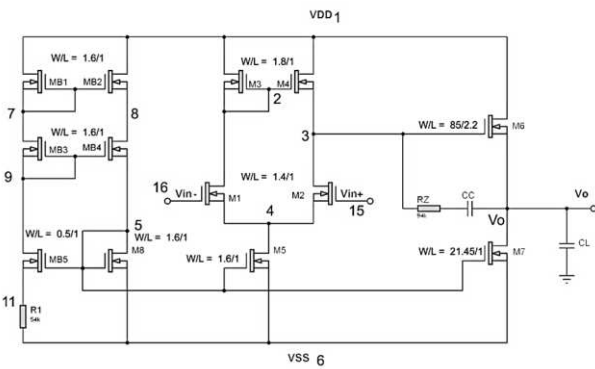 VDD 1
W/L = 1.6/1
W/L = 1.8/1
MB1
MB2
M3
M4
7
8
2
W/L = 1.6/1
3
W/L = 85/2.2
M6
MB3
MB4
9
W/L = 1.4/1
16
Vin-
M1
M2
Vin+
15
RZ
94k
CC
Vo
Vo
4
5
W/L = 0.5/1
W/L = 1.6/1
W/L = 1.6/1
W/L = 21.45/1
CL
MB5
M8
M5
M7
11
R1
54k
VSS 6